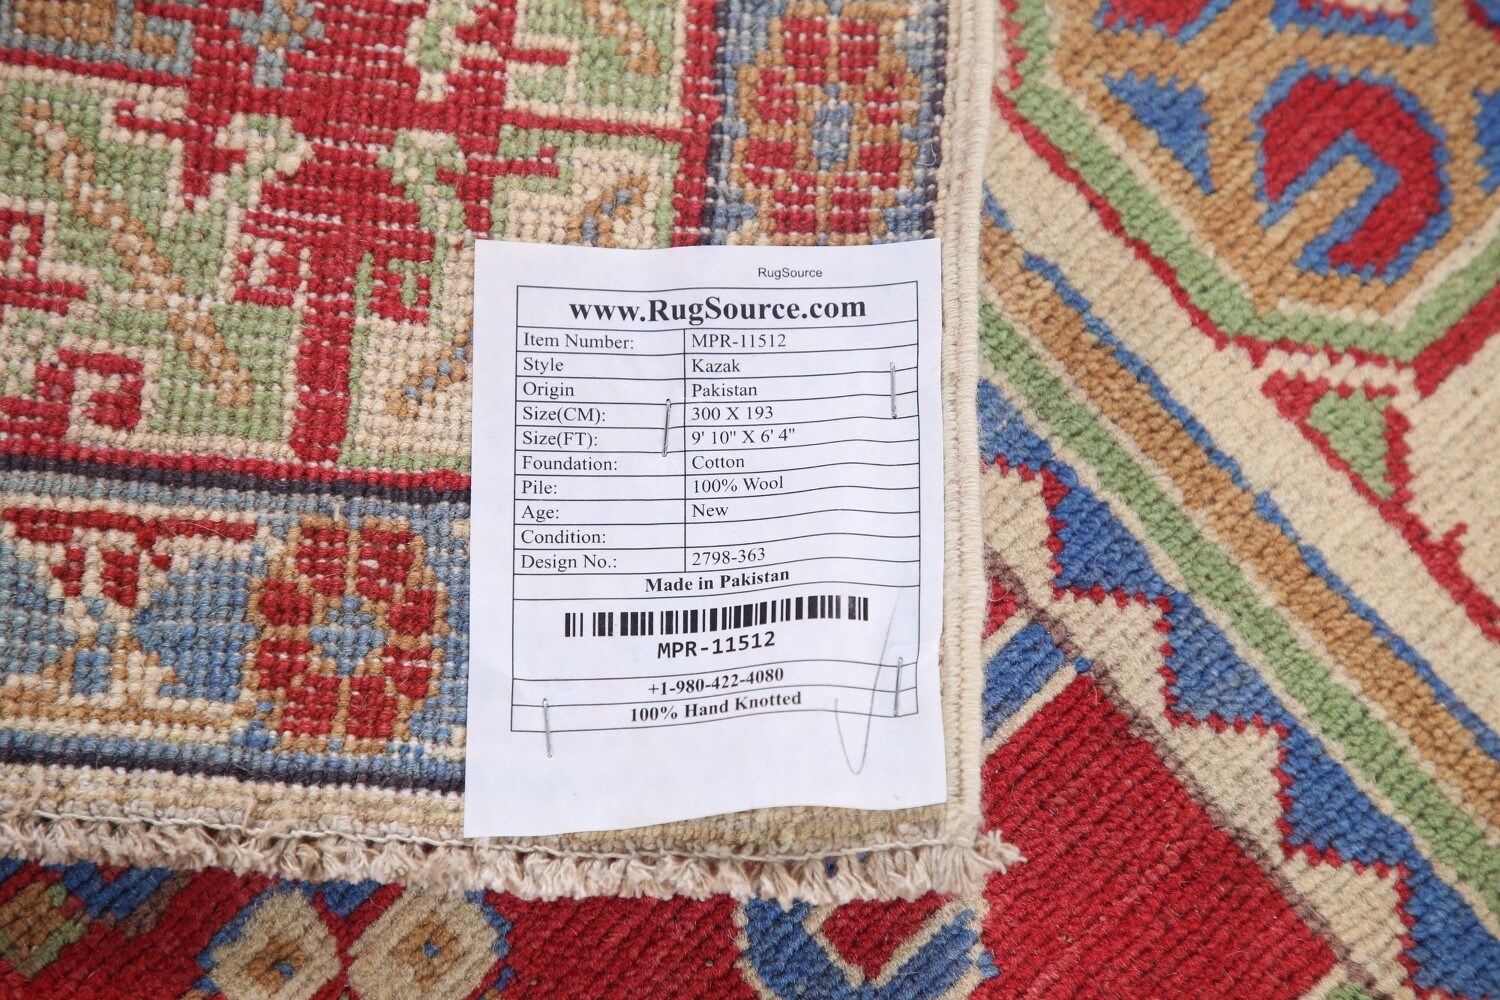 RugSource
www.RugSource.com
Item Number: MPR-11512
Style Kazak
Origin Pakistan
Size(CM): 300 X 193
Size(FT): 9' 10" X 6' 4"
Foundation: Cotton
Pile: 100% Wool
Age: New
Condition:
Design No.: 2798-363
Made in Pakistan
MPR-11512
+1-980-422-4080
100% Hand Knotted